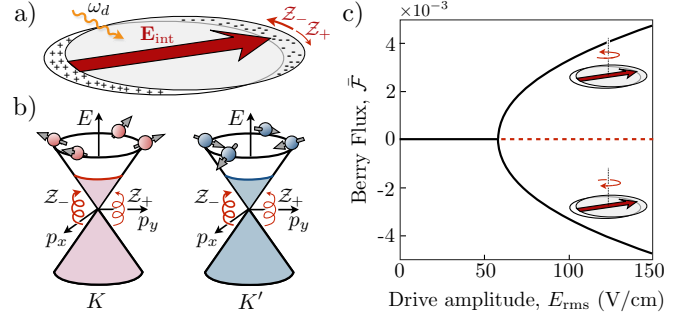 a)
ω_d
E_int
Z_-
Z_+
b)
E
E
Z_-
Z_+
Z_-
Z_+
p_x
p_y
p_x
p_y
K
K'
c)
×10⁻³
4
2
0
-2
-4
Berry Flux, F̄
0
50
100
150
Drive amplitude, E_rms (V/cm)